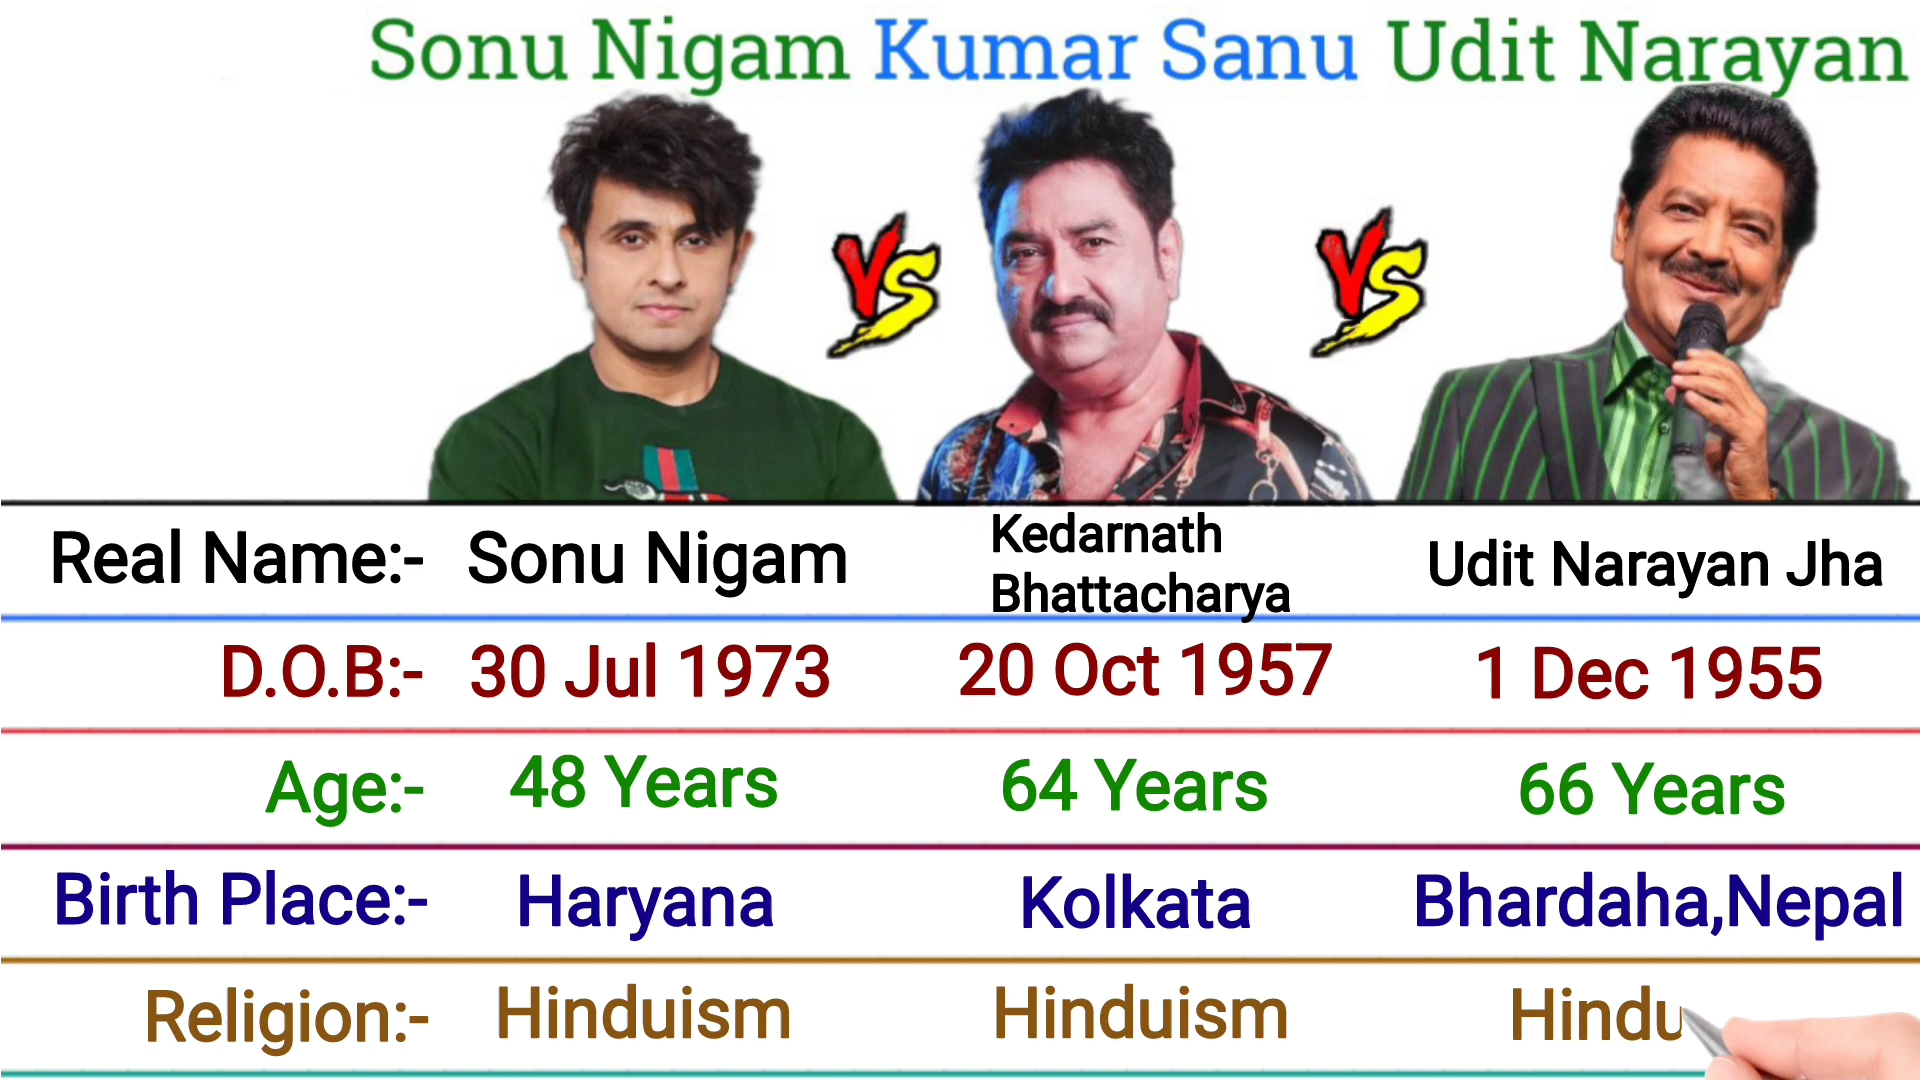 Sonu Nigam Kumar Sanu Udit Narayan
VS VS
Real Name:- Sonu Nigam Kedarnath Bhattacharya Udit Narayan Jha
D.O.B:- 30 Jul 1973 20 Oct 1957 1 Dec 1955
Age:- 48 Years 64 Years 66 Years
Birth Place:- Haryana Kolkata Bhardaha,Nepal
Religion:- Hinduism Hinduism Hindu